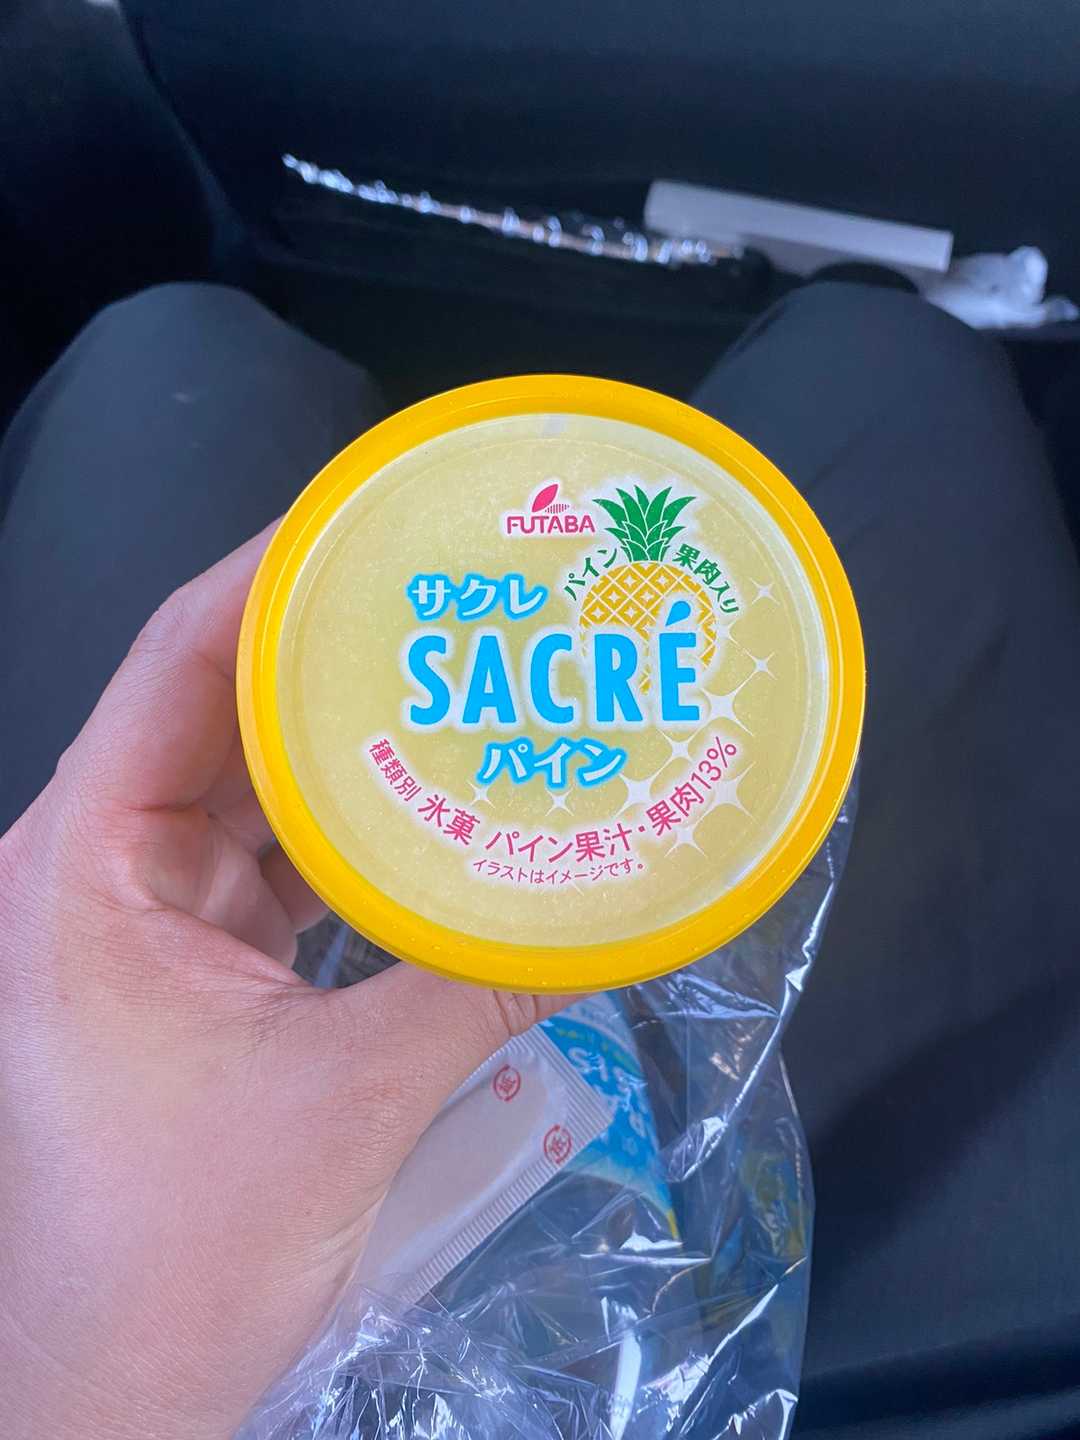 FUTABA
パイン果肉入り
サクレ
SACRÉ
パイン
種類別 氷菓 パイン果汁・果肉13%
イラストはイメージです。
紙
紙